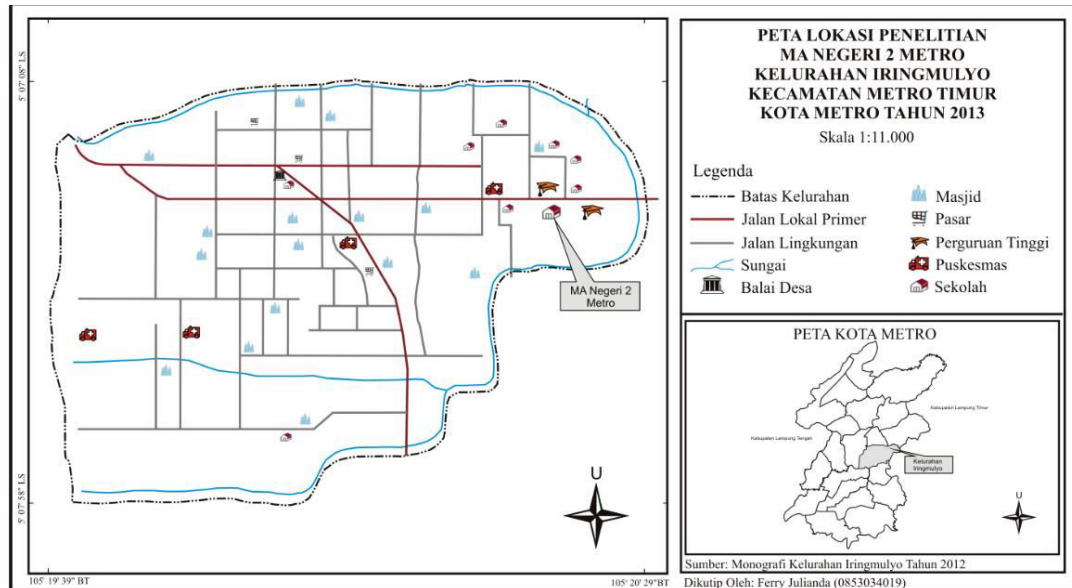 PETA LOKASI PENELITIAN
MA NEGERI 2 METRO
KELURAHAN IRINGMULYO
KECAMATAN METRO TIMUR
KOTA METRO TAHUN 2013
Skala 1:11.000
Legenda
Batas Kelurahan
Jalan Lokal Primer
Jalan Lingkungan
Sungai
Balai Desa
Masjid
Pasar
Perguruan Tinggi
Puskesmas
Sekolah
5' 07' 08" LS
5' 07' 58" LS
105' 19' 39" BT
105' 20' 29" BT
MA Negeri 2
Metro
U
PETA KOTA METRO
Kabupaten Lampung Timur
Kabupaten Lampung Tengah
Kelurahan
Iringmulyo
U
Sumber: Monografi Kelurahan Iringmulyo Tahun 2012
Dikutip Oleh: Ferry Julianda (0853034019)